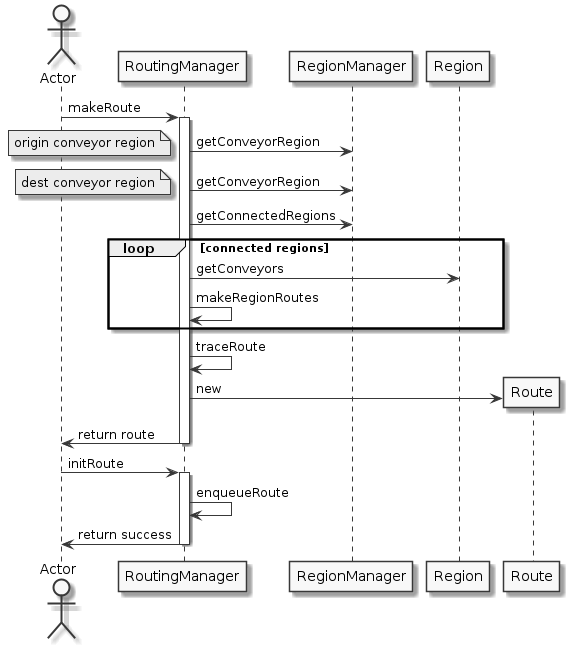 Actor
RoutingManager
RegionManager
Region
makeRoute
origin conveyor region
getConveyorRegion
dest conveyor region
getConveyorRegion
getConnectedRegions
loop
[connected regions]
getConveyors
makeRegionRoutes
traceRoute
new
Route
return route
initRoute
enqueueRoute
return success
Actor
RoutingManager
RegionManager
Region
Route